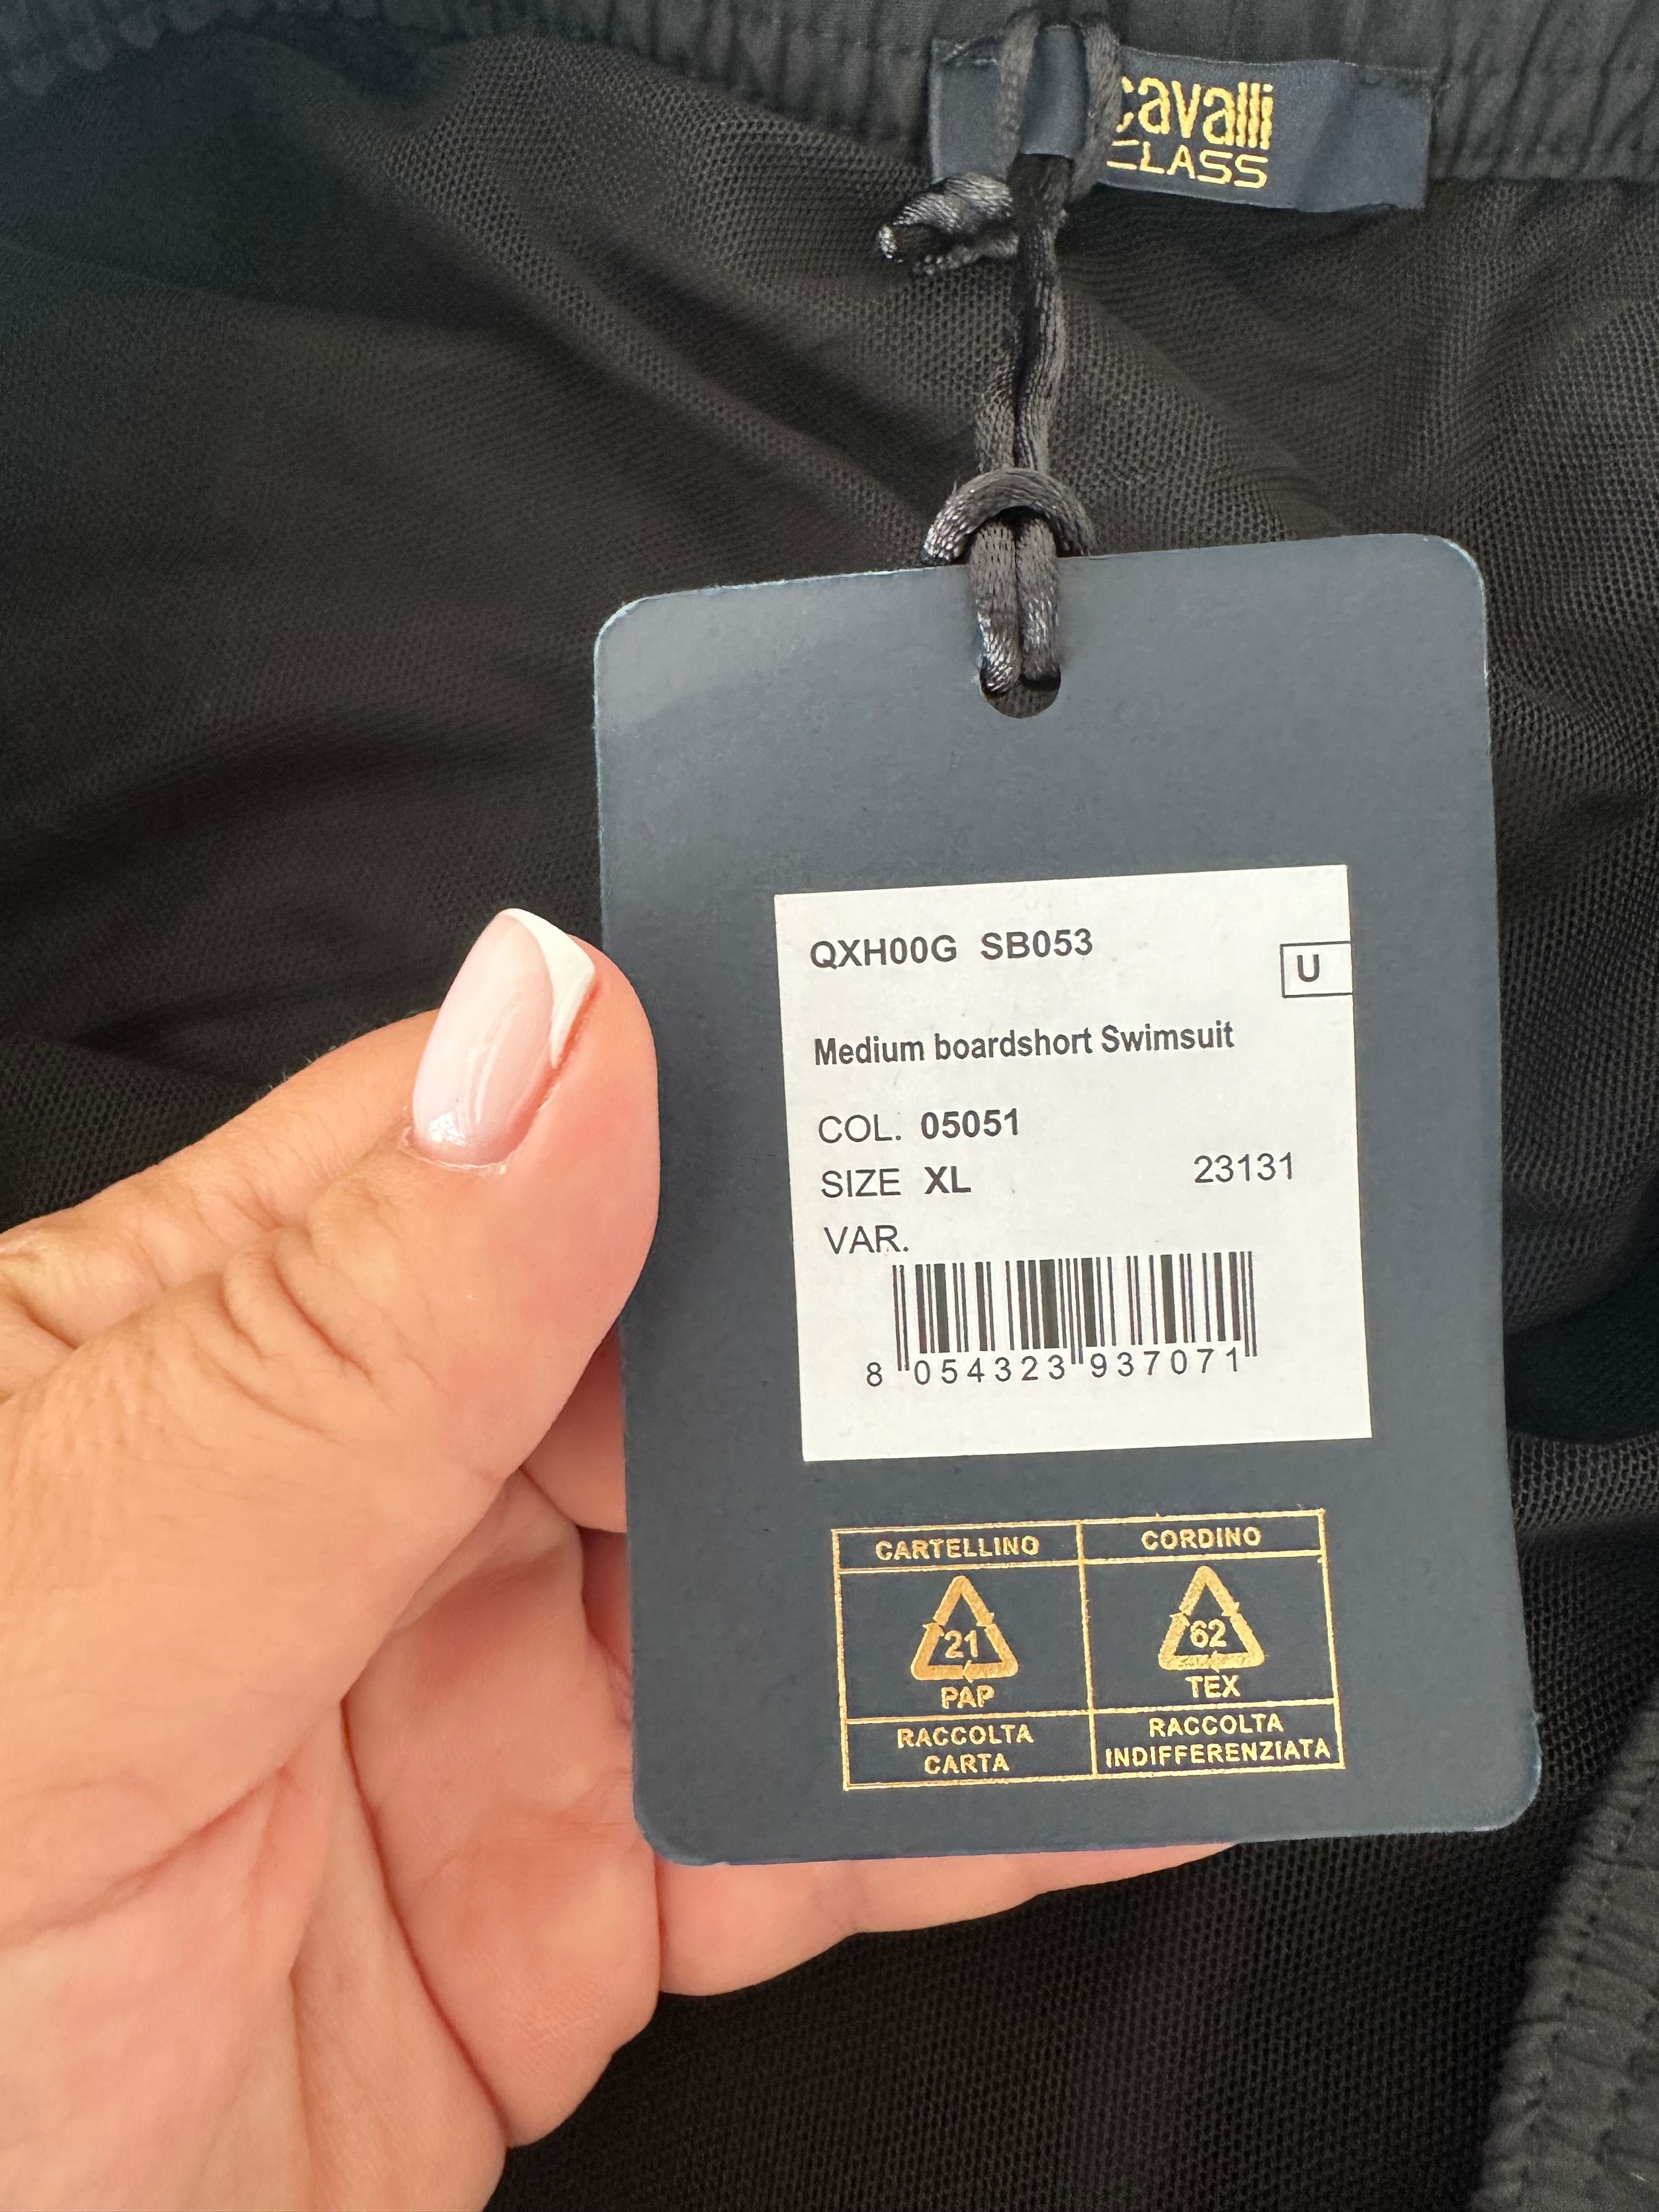 cavalli
CLASS
QXH00G SB053
U
Medium boardshort Swimsuit
COL. 05051
SIZE XL 23131
VAR.
8 054323 937071
CARTELLINO CORDINO
21 62
PAP TEX
RACCOLTA CARTA
RACCOLTA INDIFFERENZIATA